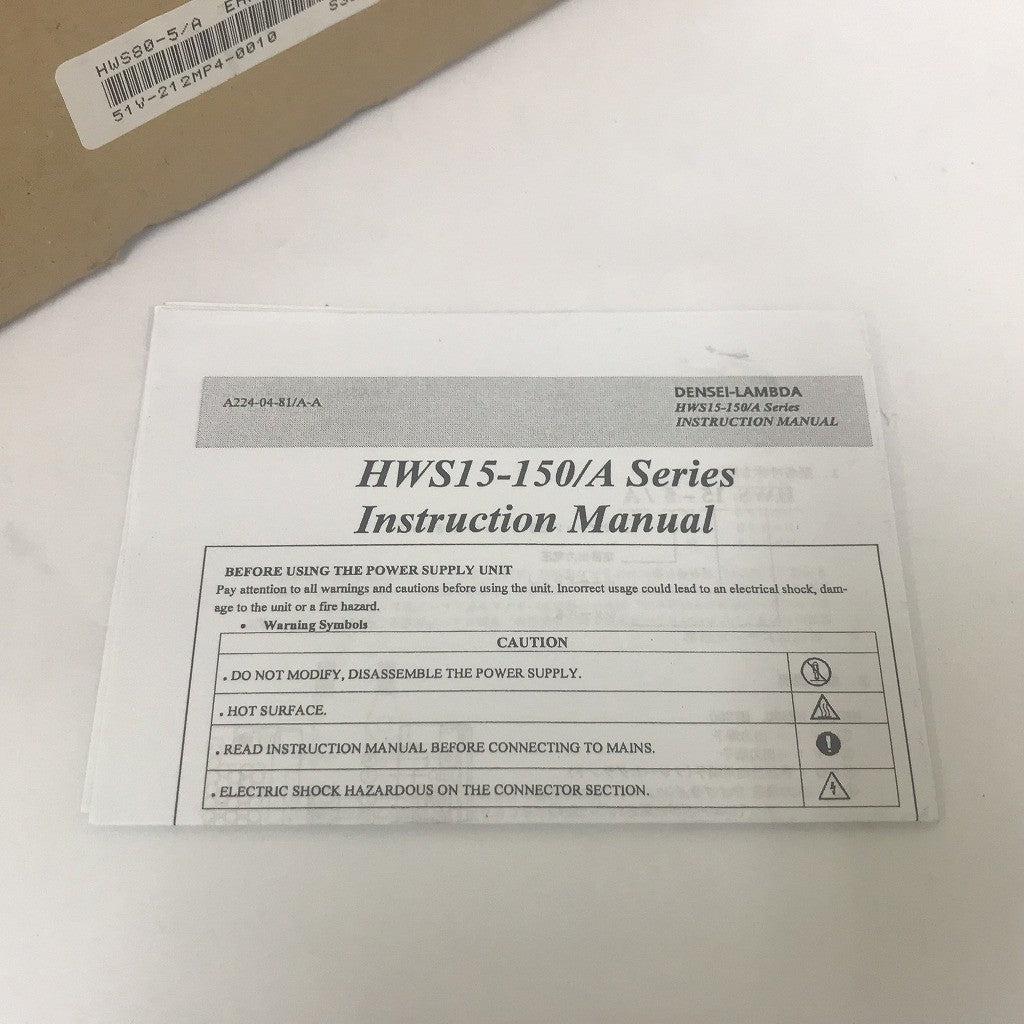 HWS80-5/A
51V-212MP4-0010
A224-04-81/A-A
DENSEI-LAMBDA
HWS15-150/A Series
INSTRUCTION MANUAL
HWS15-150/A Series
Instruction Manual
BEFORE USING THE POWER SUPPLY UNIT
Pay attention to all warnings and cautions before using the unit. Incorrect usage could lead to an electrical shock, dam-
age to the unit or a fire hazard.
• Warning Symbols
CAUTION
. DO NOT MODIFY, DISASSEMBLE THE POWER SUPPLY.
. HOT SURFACE.
. READ INSTRUCTION MANUAL BEFORE CONNECTING TO MAINS.
. ELECTRIC SHOCK HAZARDOUS ON THE CONNECTOR SECTION.